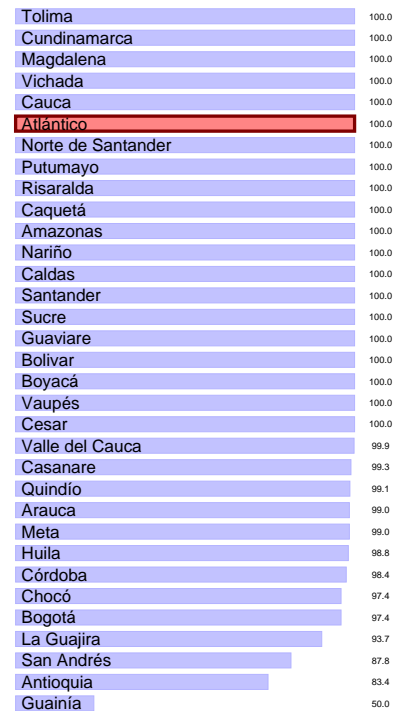 Tolima 100.0
Cundinamarca 100.0
Magdalena 100.0
Vichada 100.0
Cauca 100.0
Atlántico 100.0
Norte de Santander 100.0
Putumayo 100.0
Risaralda 100.0
Caquetá 100.0
Amazonas 100.0
Nariño 100.0
Caldas 100.0
Santander 100.0
Sucre 100.0
Guaviare 100.0
Bolivar 100.0
Boyacá 100.0
Vaupés 100.0
Cesar 100.0
Valle del Cauca 99.9
Casanare 99.3
Quindío 99.1
Arauca 99.0
Meta 99.0
Huila 98.8
Córdoba 98.4
Chocó 97.4
Bogotá 97.4
La Guajira 93.7
San Andrés 87.8
Antioquia 83.4
Guainía 50.0